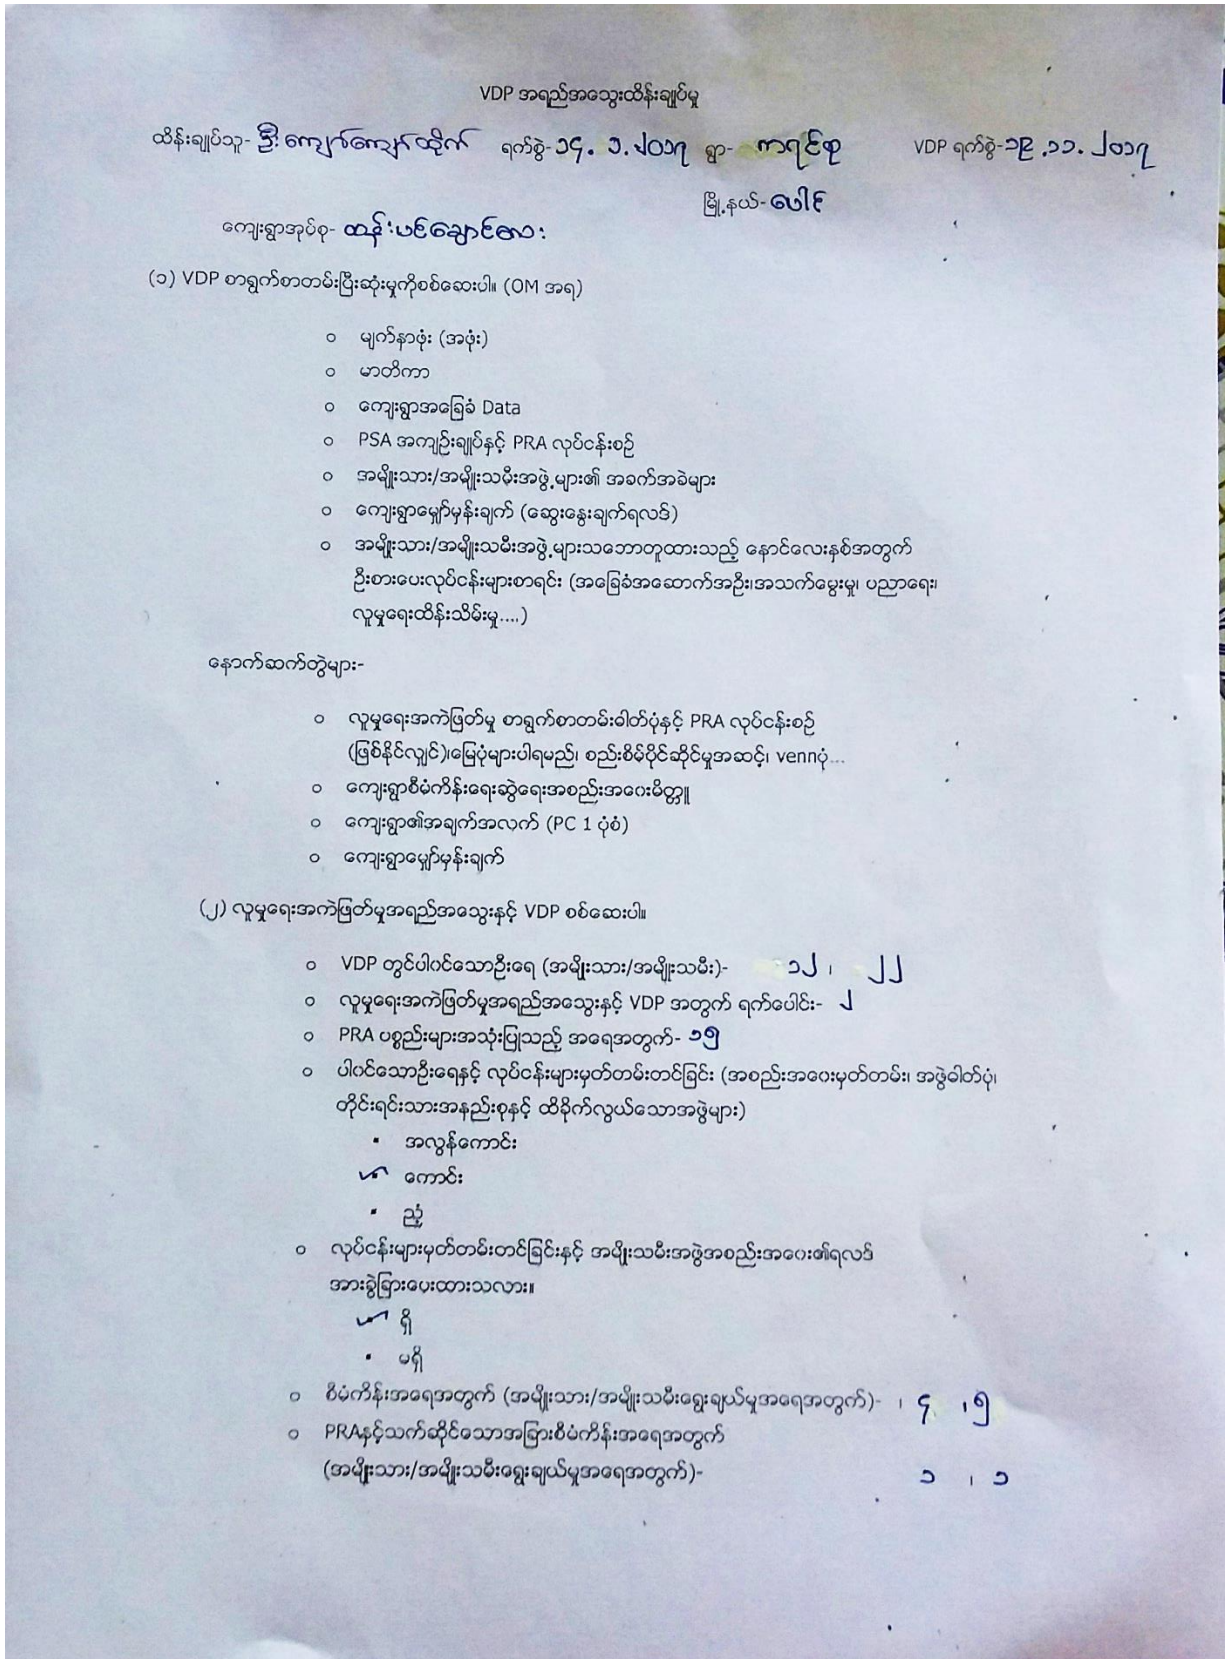 VDP အရည်အသွေးထိန်းချုပ်မှု
ထိန်းချုပ်သူ- ဦးကျော်ကျော်ထိုက် ရက်စွဲ-၁၄.၁.၂၀၁၇ ရွာ- ကရင်စု VDP ရက်စွဲ-၁၉.၁၁.၂၀၁၇
မြို့နယ်-ပေါင်
ကျေးရွာအုပ်စု- ထန်းပင်ချောင်လေး
(၁) VDP စာရွက်စာတမ်းပြီးဆုံးမှုကိုစစ်ဆေးပါ။ (OM အရ)
o မျက်နာဖုံး (အဖုံး)
o မာတိကာ
o ကျေးရွာအခြေခံ Data
o PSA အကျဉ်းချုပ်နှင့် PRA လုပ်ငန်းစဉ်
o အမျိုးသား/အမျိုးသမီးအဖွဲ့များ၏ အခက်အခဲများ
o ကျေးရွာမျှော်မှန်းချက် (ဆွေးနွေးချက်ရလဒ်)
o အမျိုးသား/အမျိုးသမီးအဖွဲ့များသဘောတူထားသည့် နောင်လေးနှစ်အတွက်
ဦးစားပေးလုပ်ငန်းများစာရင်း (အခြေခံအဆောက်အဦး၊အသက်မွေးမှု၊ ပညာရေး၊
လူမှုရေးထိန်းသိမ်းမှု....)
နောက်ဆက်တွဲများ-
o လူမှုရေးအကဲဖြတ်မှု စာရွက်စာတမ်းဓါတ်ပုံနှင့် PRA လုပ်ငန်းစဉ်
(ဖြစ်နိုင်လျှင်)၊မြေပုံများပါရမည်၊ စည်းစိမ်ပိုင်ဆိုင်မှုအဆင့်၊ vennပုံ...
o ကျေးရွာစီမံကိန်းရေးဆွဲရေးအစည်းအဝေးမိတ္တူ
o ကျေးရွာ၏အချက်အလက် (PC 1 ပုံစံ)
o ကျေးရွာမျှော်မှန်းချက်
(၂) လူမှုရေးအကဲဖြတ်မှုအရည်အသွေးနှင့် VDP စစ်ဆေးပါ။
o VDP တွင်ပါဝင်သောဦးရေ (အမျိုးသား/အမျိုးသမီး)- ၁၂ ၊ ၂၂
o လူမှုရေးအကဲဖြတ်မှုအရည်အသွေးနှင့် VDP အတွက် ရက်ပေါင်း- ၂
o PRA ပစ္စည်းများအသုံးပြုသည့် အရေအတွက်- ၁၅
o ပါဝင်သောဦးရေနှင့် လုပ်ငန်းများမှတ်တမ်းတင်ခြင်း (အစည်းအဝေးမှတ်တမ်း၊ အဖွဲဓါတ်ပုံ၊
တိုင်းရင်းသားအနည်းစုနှင့် ထိခိုက်လွယ်သောအဖွဲများ)
▪ အလွန်ကောင်း
✓ ကောင်း
▪ ညံ့
o လုပ်ငန်းများမှတ်တမ်းတင်ခြင်းနှင့် အမျိုးသမီးအဖွဲအစည်းအဝေး၏ရလဒ်
အားခွဲခြားပေးထားသလား။
✓ ရှိ
▪ မရှိ
o စီမံကိန်းအရေအတွက် (အမျိုးသား/အမျိုးသမီးရွေးချယ်မှုအရေအတွက်)- ၊ ၄ ၊၅
o PRAနှင့်သက်ဆိုင်သောအခြားစီမံကိန်းအရေအတွက်
(အမျိုးသား/အမျိုးသမီးရွေးချယ်မှုအရေအတွက်)- ၁ ၊ ၁